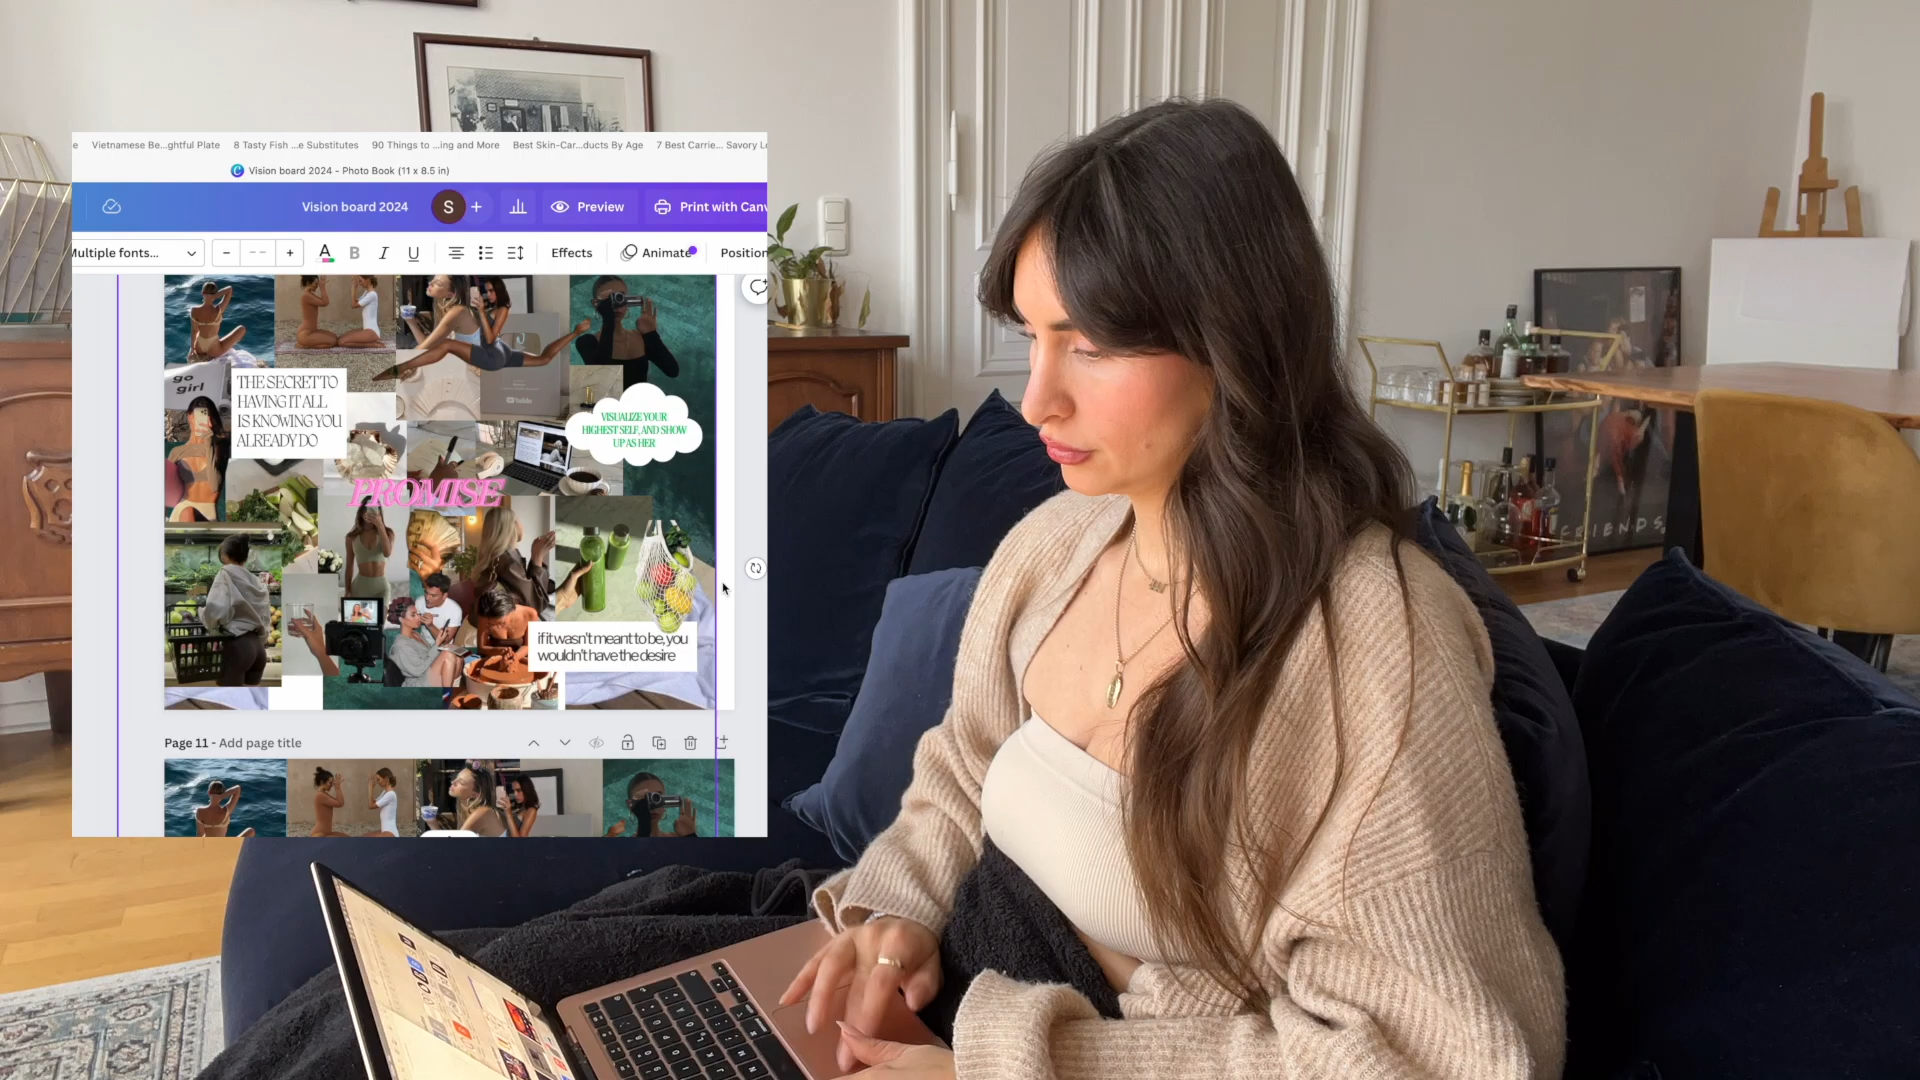 Vietnamese Be...ghtful Plate 8 Tasty Fish ...e Substitutes 90 Things to ...ing and More Best Skin-Car...ducts By Age 7 Best Carrie... Savory
Vision board 2024 - Photo Book (11 x 8.5 in)
Vision board 2024 S + Preview Print with
Multiple fonts... − -- + A B I U Effects Animate Position
go
girl
THE SECRET TO
HAVING IT ALL
IS KNOWING YOU
ALREADY DO
YouTube
VISUALIZE YOUR
HIGHEST SELF, AND SHOW
UP AS HER
PROMISE
if it wasn't meant to be, you
wouldn't have the desire
Page 11 - Add page title
FRIENDS